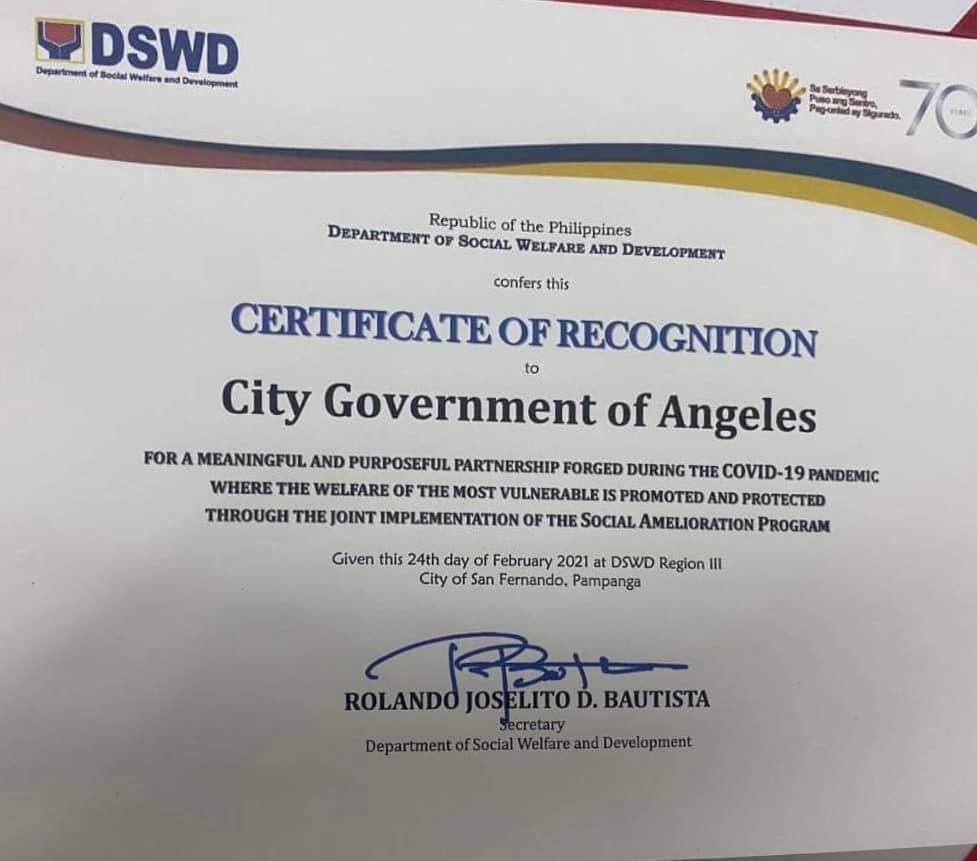 DSWD
Department of Social Welfare and Development
Sa Serbisyong
Puso ang Sentro,
Pag-unlad ay Sigurado.
70
YEARS
Republic of the Philippines
DEPARTMENT OF SOCIAL WELFARE AND DEVELOPMENT
confers this
CERTIFICATE OF RECOGNITION
to
City Government of Angeles
FOR A MEANINGFUL AND PURPOSEFUL PARTNERSHIP FORGED DURING THE COVID-19 PANDEMIC
WHERE THE WELFARE OF THE MOST VULNERABLE IS PROMOTED AND PROTECTED
THROUGH THE JOINT IMPLEMENTATION OF THE SOCIAL AMELIORATION PROGRAM
Given this 24th day of February 2021 at DSWD Region III
City of San Fernando, Pampanga
ROLANDO JOSELITO D. BAUTISTA
Secretary
Department of Social Welfare and Development